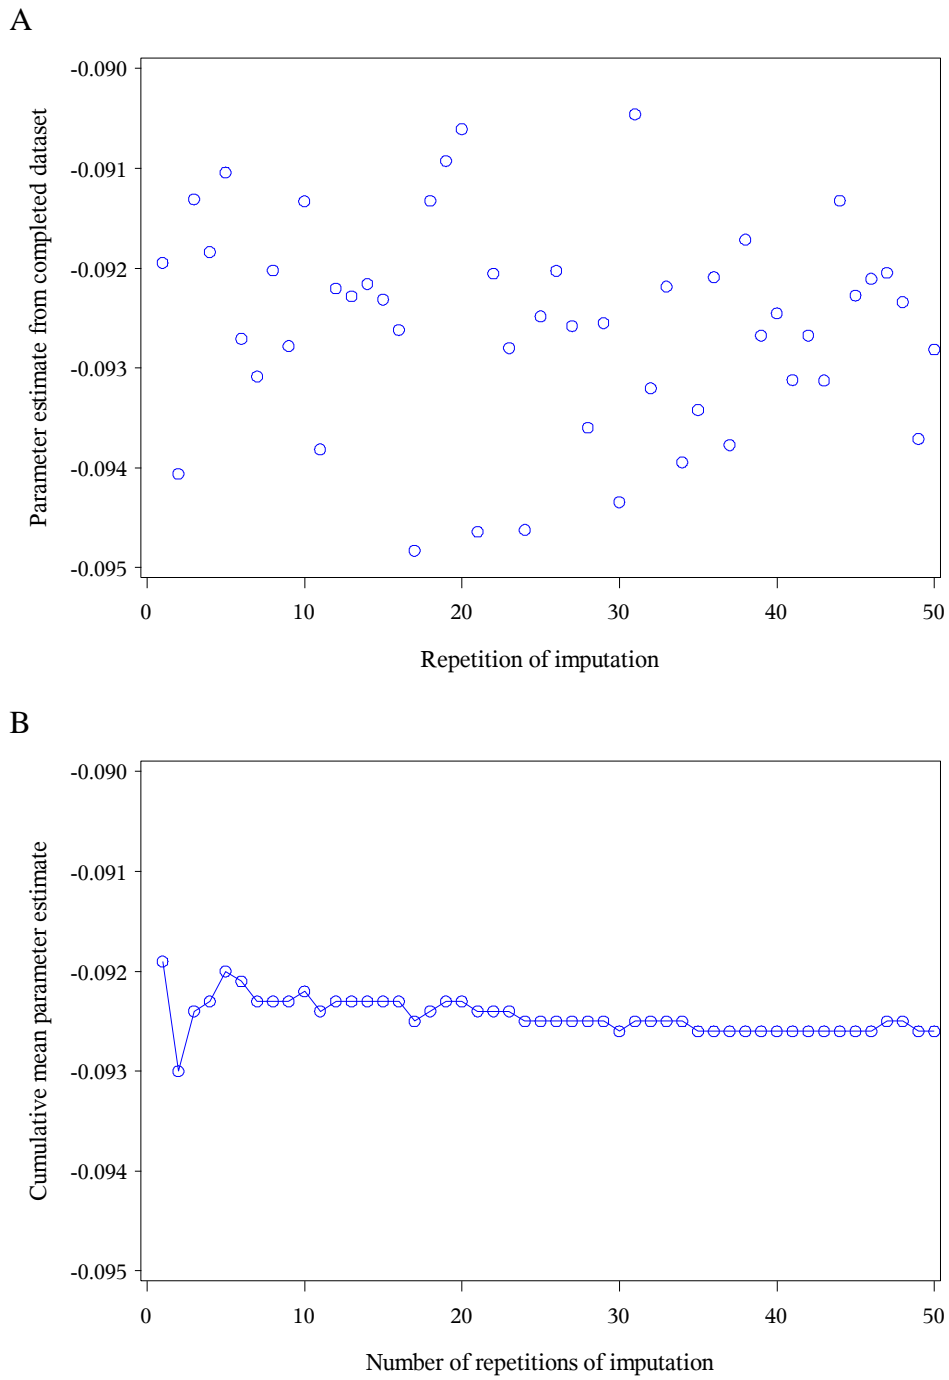 A
-0.090
-0.091
-0.092
-0.093
-0.094
-0.095
Parameter estimate from completed dataset
0 10 20 30 40 50
Repetition of imputation
B
-0.090
-0.091
-0.092
-0.093
-0.094
-0.095
Cumulative mean parameter estimate
0 10 20 30 40 50
Number of repetitions of imputation